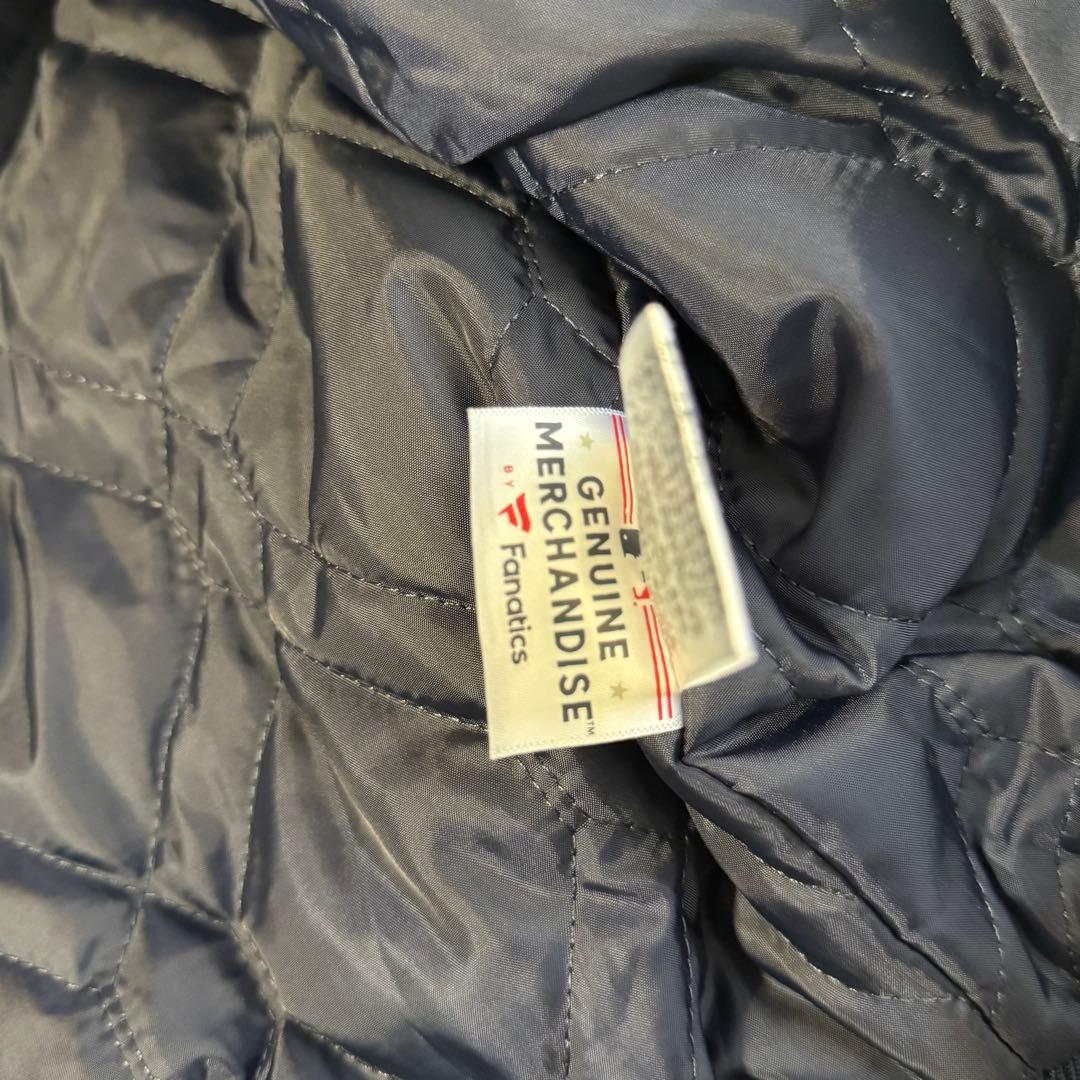 GENUINE
MERCHANDISE™
BY
Fanatics